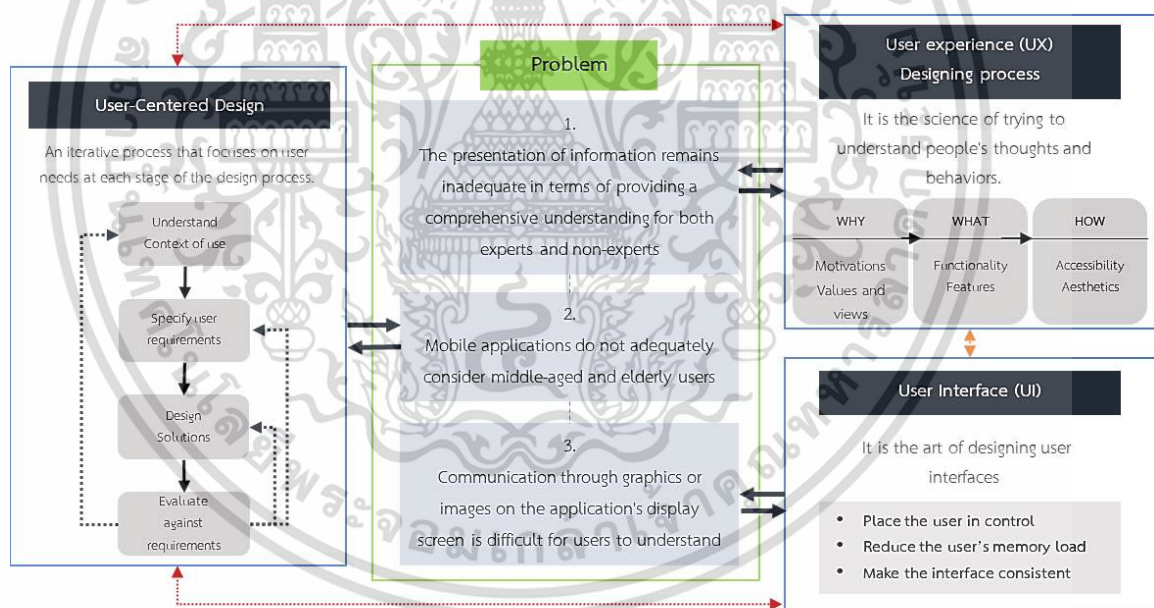 User-Centered Design
An iterative process that focuses on user
needs at each stage of the design process.
Understand
Context of use
Specify user
requirements
Design
Solutions
Evaluate
against
requirements
Problem
1.
The presentation of information remains
inadequate in terms of providing a
comprehensive understanding for both
experts and non-experts
2.
Mobile applications do not adequately
consider middle-aged and elderly users
3.
Communication through graphics or
images on the application's display
screen is difficult for users to understand
User experience (UX)
Designing process
It is the science of trying to
understand people's thoughts and
behaviors.
WHY
Motivations
Values and
views
WHAT
Functionality
Features
HOW
Accessibility
Aesthetics
User Interface (UI)
It is the art of designing user
interfaces
• Place the user in control
• Reduce the user's memory load
• Make the interface consistent